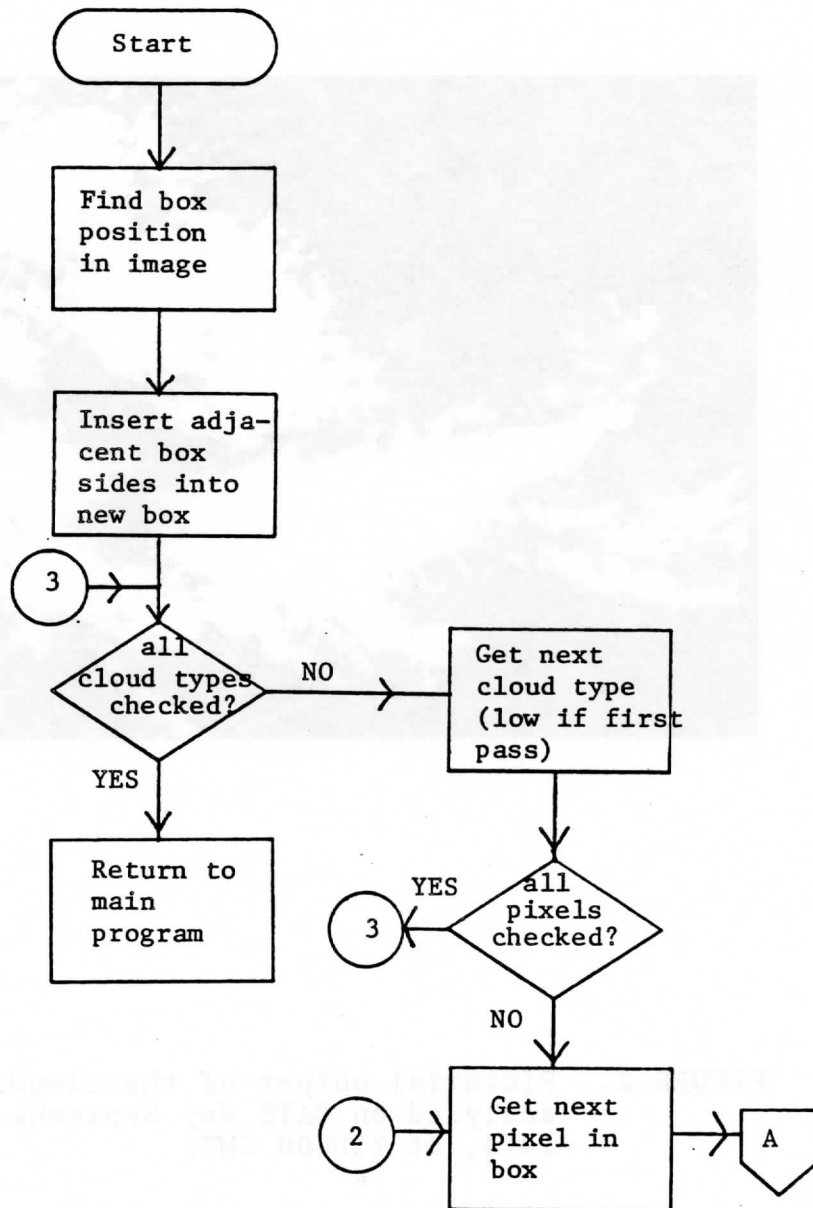 Start
Find box
position
in image
Insert adja-
cent box
sides into
new box
3
all
cloud types
checked?
NO
Get next
cloud type
(low if first
pass)
YES
Return to
main
program
YES
all
pixels
checked?
3
NO
2
Get next
pixel in
box
A